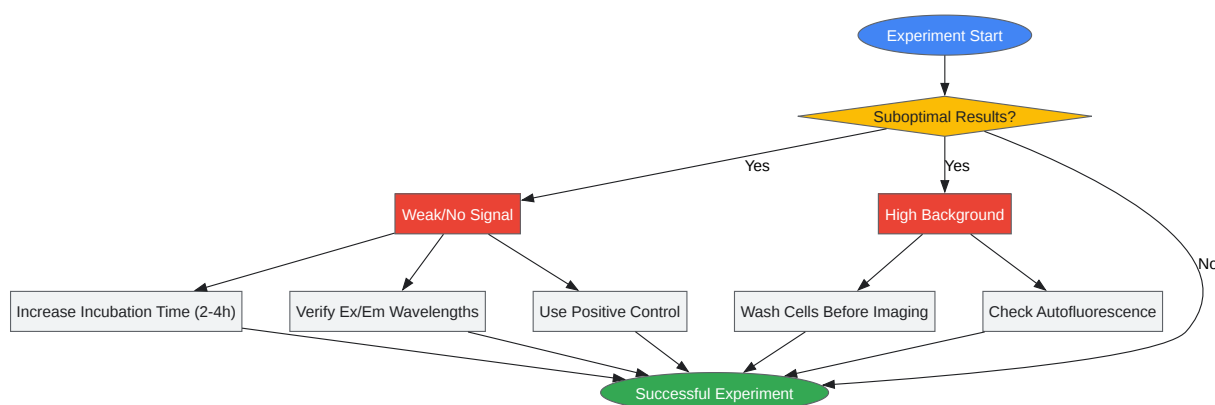 Experiment Start
Suboptimal Results?
Yes
Yes
Weak/No Signal
High Background
No
Increase Incubation Time (2-4h)
Verify Ex/Em Wavelengths
Use Positive Control
Wash Cells Before Imaging
Check Autofluorescence
Successful Experiment